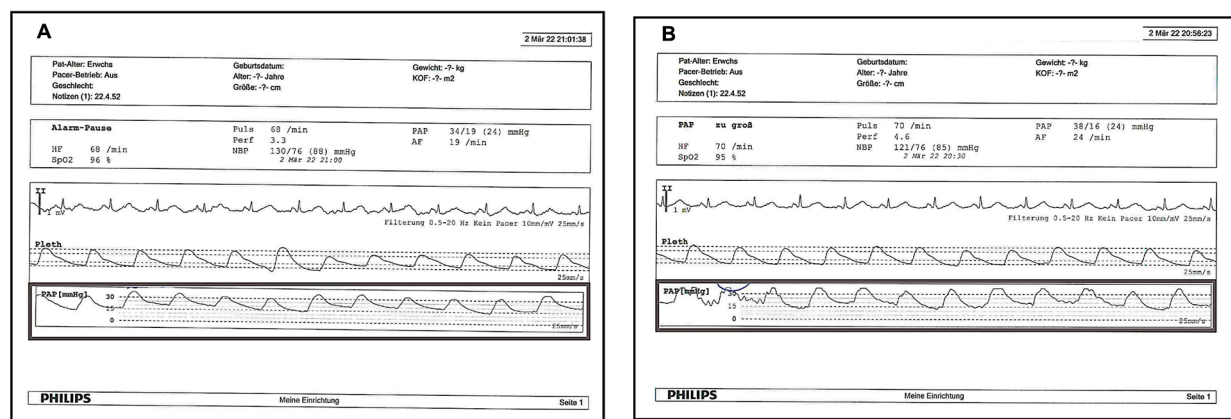 A
2 Mär 22 21:01:38
Pat-Alter: Erwchs
Pacer-Betrieb: Aus
Geschlecht:
Notizen (1): 22.4.52
Geburtsdatum:
Alter: -?- Jahre
Größe: -?- cm
Gewicht: -?- kg
KOF: -?- m2
Alarm-Pause
HF 68 /min
SpO2 96 %
Puls 68 /min
Perf 3.3
NBP 130/76 (88) mmHg
2 Mär 22 21:00
PAP 34/19 (24) mmHg
AF 19 /min
II
1 mV
Filterung 0.5-20 Hz Kein Pacer 10mm/mV 25mm/s
Pleth
25mm/s
PAP[mmHg]
30
15
0
25mm/s
PHILIPS Meine Einrichtung Seite 1
B
2 Mär 22 20:56:23
Pat-Alter: Erwchs
Pacer-Betrieb: Aus
Geschlecht:
Notizen (1): 22.4.52
Geburtsdatum:
Alter: -?- Jahre
Größe: -?- cm
Gewicht: -?- kg
KOF: -?- m2
PAP zu groß
HF 70 /min
SpO2 95 %
Puls 70 /min
Perf 4.6
NBP 121/76 (85) mmHg
2 Mär 22 20:30
PAP 38/16 (24) mmHg
AF 24 /min
II
1 mV
Filterung 0.5-20 Hz Kein Pacer 10mm/mV 25mm/s
Pleth
25mm/s
PAP[mmHg]
30
15
0
25mm/s
PHILIPS Meine Einrichtung Seite 1